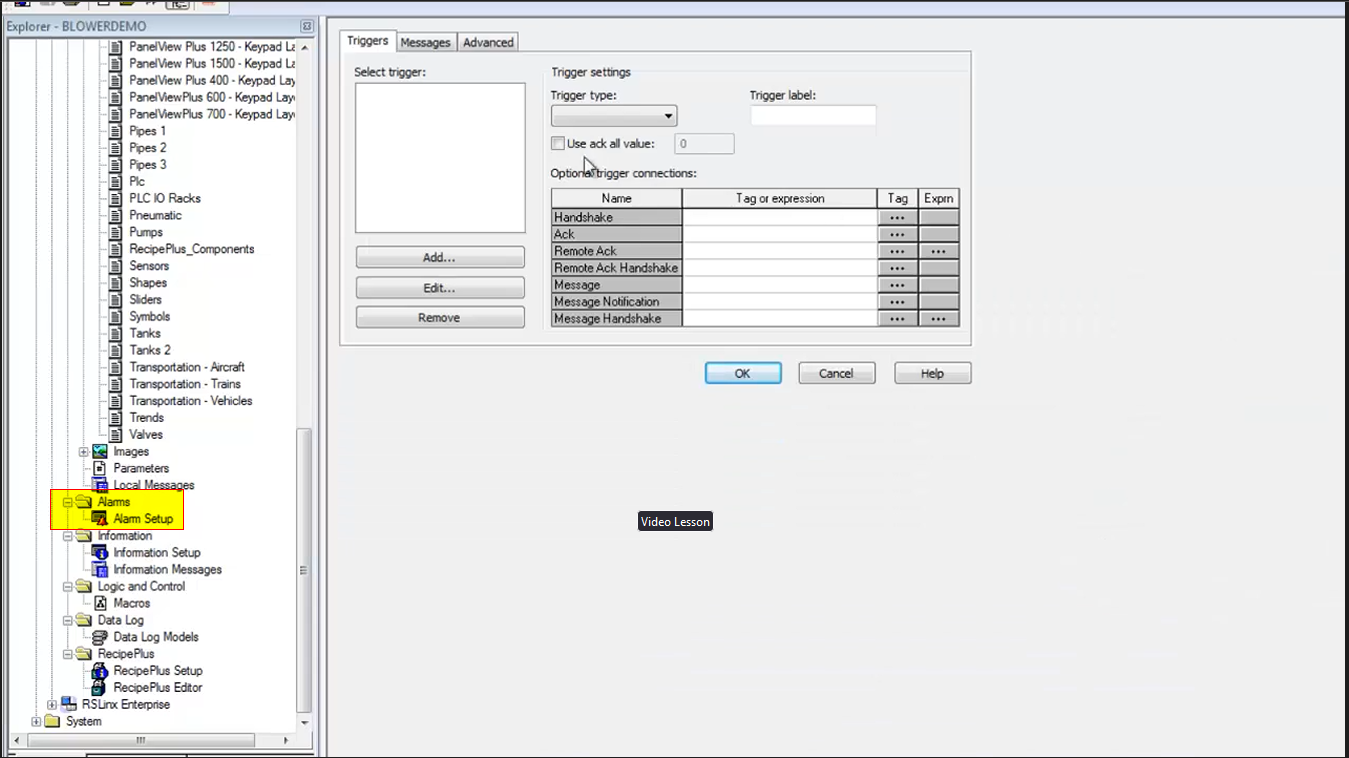 Explorer - BLOWERDEMO
PanelView Plus 1250 - Keypad La
PanelView Plus 1500 - Keypad La
PanelView Plus 400 - Keypad Layo
PanelViewPlus 600 - Keypad Layo
PanelViewPlus 700 - Keypad Layo
Pipes 1
Pipes 2
Pipes 3
Plc
PLC IO Racks
Pneumatic
Pumps
RecipePlus_Components
Sensors
Shapes
Sliders
Symbols
Tanks
Tanks 2
Transportation - Aircraft
Transportation - Trains
Transportation - Vehicles
Trends
Valves
Images
Parameters
Local Messages
Alarms
Alarm Setup
Information
Information Setup
Information Messages
Logic and Control
Macros
Data Log
Data Log Models
RecipePlus
RecipePlus Setup
RecipePlus Editor
RSLinx Enterprise
System
Triggers Messages Advanced
Select trigger:
Add...
Edit...
Remove
Trigger settings
Trigger type: Trigger label:
Use ack all value: 0
Optional trigger connections:
Name Tag or expression Tag Exprn
Handshake ...
Ack ...
Remote Ack ... ...
Remote Ack Handshake ...
Message ...
Message Notification ...
Message Handshake ... ...
OK Cancel Help
Video Lesson